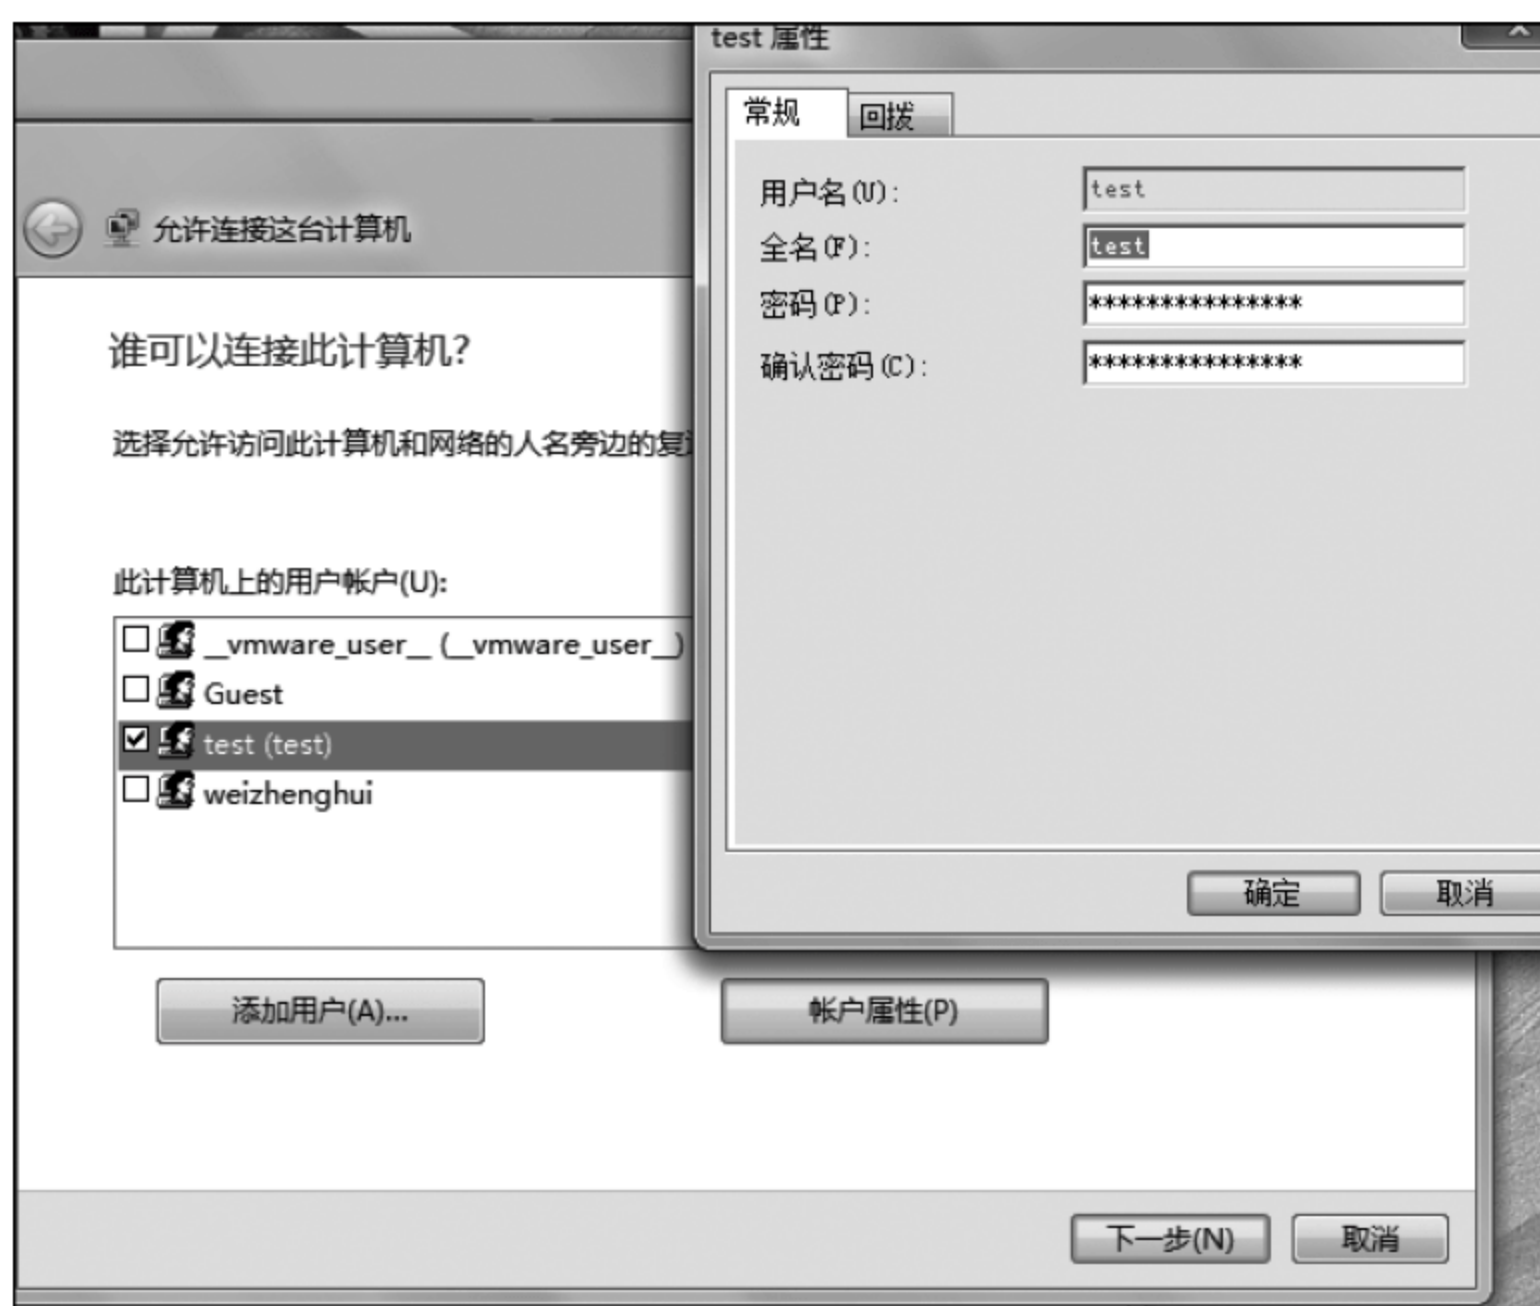 test 属性
常规
回拨
允许连接这台计算机
用户名(U):
test
全名(F):
test
密码(P):
***************
确认密码(C):
***************
谁可以连接此计算机?
选择允许访问此计算机和网络的人名旁边的复
此计算机上的用户帐户(U):
__vmware_user__ (__vmware_user__)
Guest
test (test)
weizhenghui
确定
取消
添加用户(A)...
帐户属性(P)
下一步(N)
取消